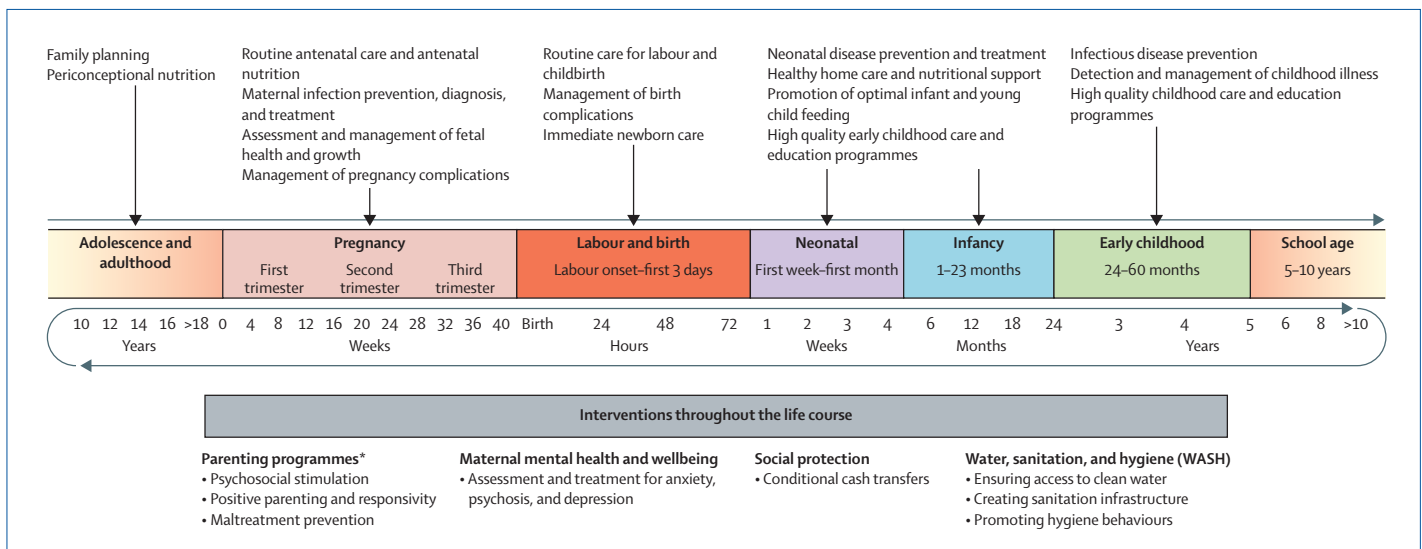 Family planning
Periconceptional nutrition
Routine antenatal care and antenatal
nutrition
Maternal infection prevention, diagnosis,
and treatment
Assessment and management of fetal
health and growth
Management of pregnancy complications
Routine care for labour and
childbirth
Management of birth
complications
Immediate newborn care
Neonatal disease prevention and treatment
Healthy home care and nutritional support
Promotion of optimal infant and young
child feeding
High quality early childhood care and
education programmes
Infectious disease prevention
Detection and management of childhood illness
High quality childhood care and education
programmes
Adolescence and
adulthood
Pregnancy
First
trimester
Second
trimester
Third
trimester
Labour and birth
Labour onset–first 3 days
Neonatal
First week–first month
Infancy
1–23 months
Early childhood
24–60 months
School age
5–10 years
10 12 14 16 >18 0 4 8 12 16 20 24 28 32 36 40 Birth 24 48 72 1 2 3 4 6 12 18 24 3 4 5 6 8 >10
Years Weeks Hours Weeks Months Years
Interventions throughout the life course
Parenting programmes*
• Psychosocial stimulation
• Positive parenting and responsivity
• Maltreatment prevention
Maternal mental health and wellbeing
• Assessment and treatment for anxiety,
psychosis, and depression
Social protection
• Conditional cash transfers
Water, sanitation, and hygiene (WASH)
• Ensuring access to clean water
• Creating sanitation infrastructure
• Promoting hygiene behaviours